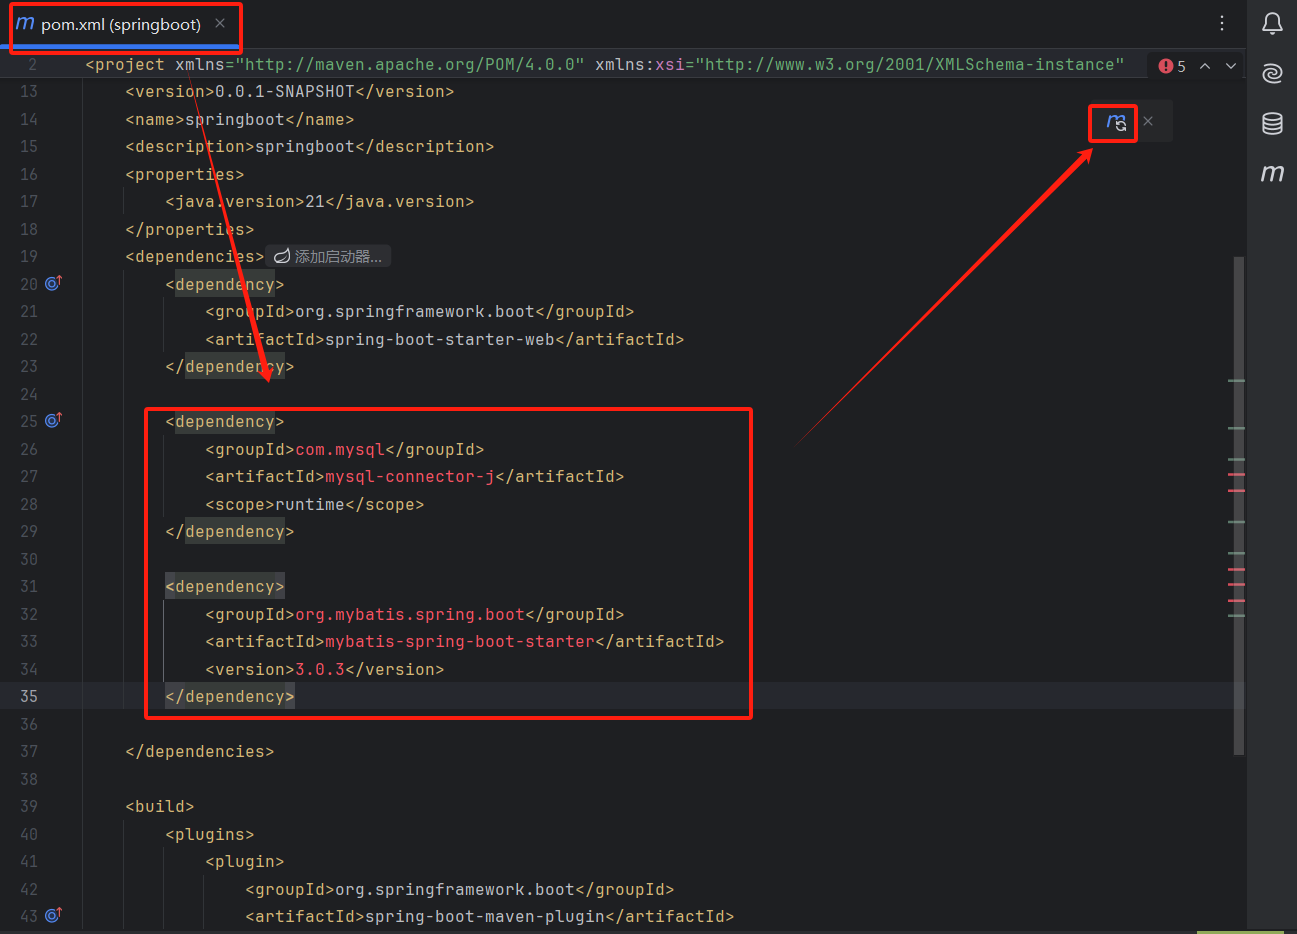 m pom.xml (springboot)
2 <project xmlns="http://maven.apache.org/POM/4.0.0" xmlns:xsi="http://www.w3.org/2001/XMLSchema-instance" 5
13 <version>0.0.1-SNAPSHOT</version>
14 <name>springboot</name>
15 <description>springboot</description>
16 <properties>
17 <java.version>21</java.version>
18 </properties>
19 <dependencies> 添加启动器...
20 <dependency>
21 <groupId>org.springframework.boot</groupId>
22 <artifactId>spring-boot-starter-web</artifactId>
23 </dependency>
24
25 <dependency>
26 <groupId>com.mysql</groupId>
27 <artifactId>mysql-connector-j</artifactId>
28 <scope>runtime</scope>
29 </dependency>
30
31 <dependency>
32 <groupId>org.mybatis.spring.boot</groupId>
33 <artifactId>mybatis-spring-boot-starter</artifactId>
34 <version>3.0.3</version>
35 </dependency>
36
37 </dependencies>
38
39 <build>
40 <plugins>
41 <plugin>
42 <groupId>org.springframework.boot</groupId>
43 <artifactId>spring-boot-maven-plugin</artifactId>
m
m